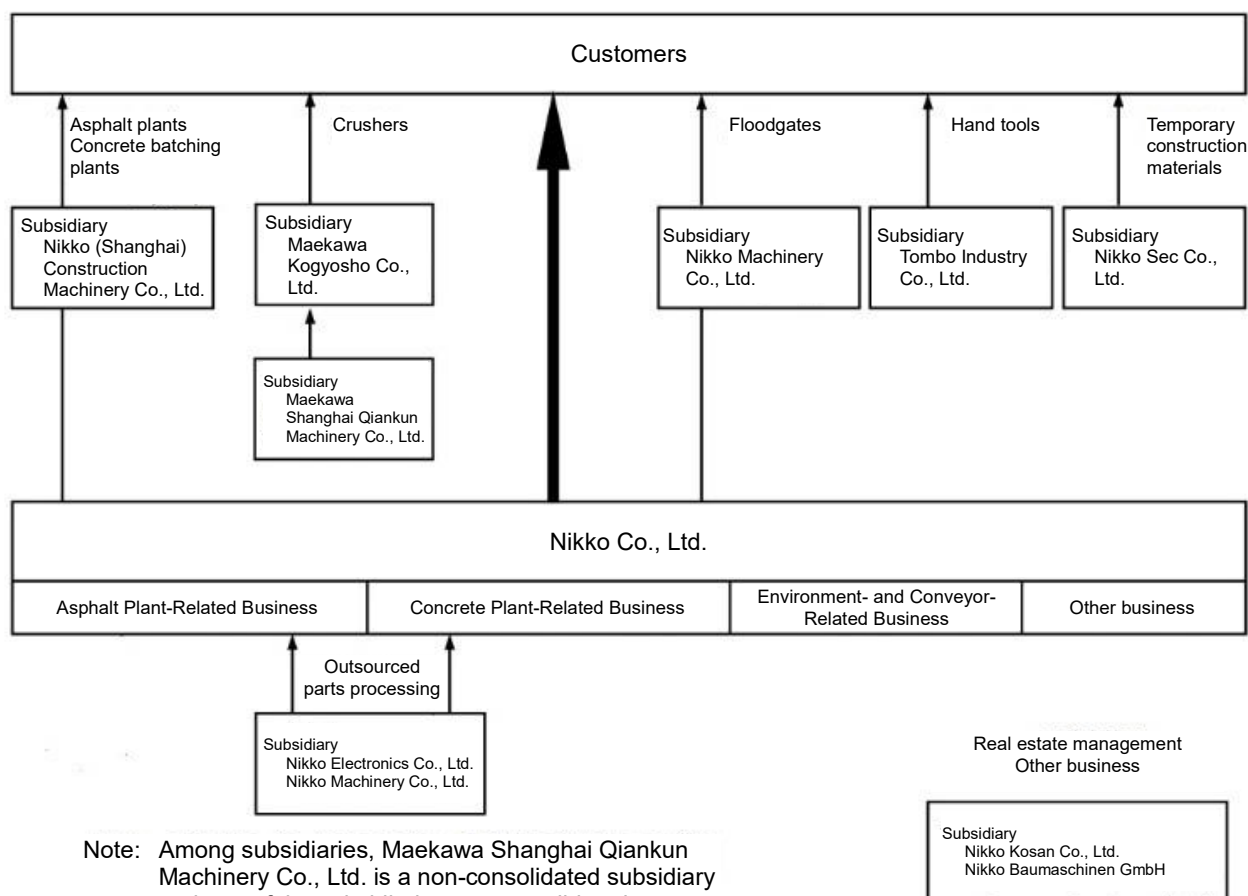 Customers
Asphalt plants
Concrete batching
plants
Crushers
Floodgates
Hand tools
Temporary
construction
materials
Subsidiary
Nikko (Shanghai)
Construction
Machinery Co., Ltd.
Subsidiary
Maekawa
Kogyosho Co.,
Ltd.
Subsidiary
Nikko Machinery
Co., Ltd.
Subsidiary
Tombo Industry
Co., Ltd.
Subsidiary
Nikko Sec Co.,
Ltd.
Subsidiary
Maekawa
Shanghai Qiankun
Machinery Co., Ltd.
Nikko Co., Ltd.
Asphalt Plant-Related Business
Concrete Plant-Related Business
Environment- and Conveyor-
Related Business
Other business
Outsourced
parts processing
Subsidiary
Nikko Electronics Co., Ltd.
Nikko Machinery Co., Ltd.
Real estate management
Other business
Subsidiary
Nikko Kosan Co., Ltd.
Nikko Baumaschinen GmbH
Note: Among subsidiaries, Maekawa Shanghai Qiankun
Machinery Co., Ltd. is a non-consolidated subsidiary